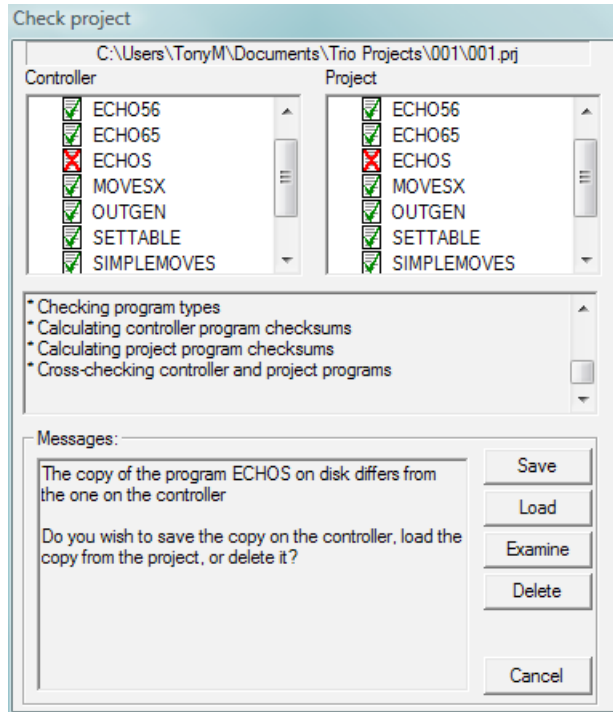 Check project
C:\Users\TonyM\Documents\Trio Projects\001\001.prj
Controller
Project
ECHO56
ECHO65
ECHOS
MOVESX
OUTGEN
SETTABLE
SIMPLEMOVES
ECHO56
ECHO65
ECHOS
MOVESX
OUTGEN
SETTABLE
SIMPLEMOVES
* Checking program types
* Calculating controller program checksums
* Calculating project program checksums
* Cross-checking controller and project programs
Messages:
The copy of the program ECHOS on disk differs from
the one on the controller
Do you wish to save the copy on the controller, load the
copy from the project, or delete it?
Save
Load
Examine
Delete
Cancel